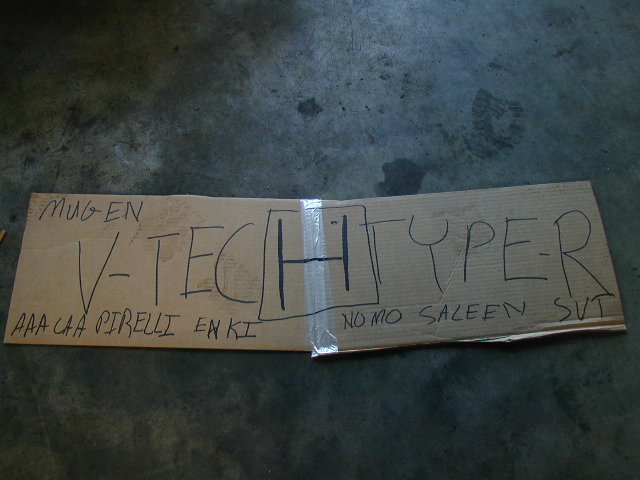 MUGEN
V-TEC H TYPE-R
AAA CAA PIRELLI ENKI NOMO SALEEN SVT